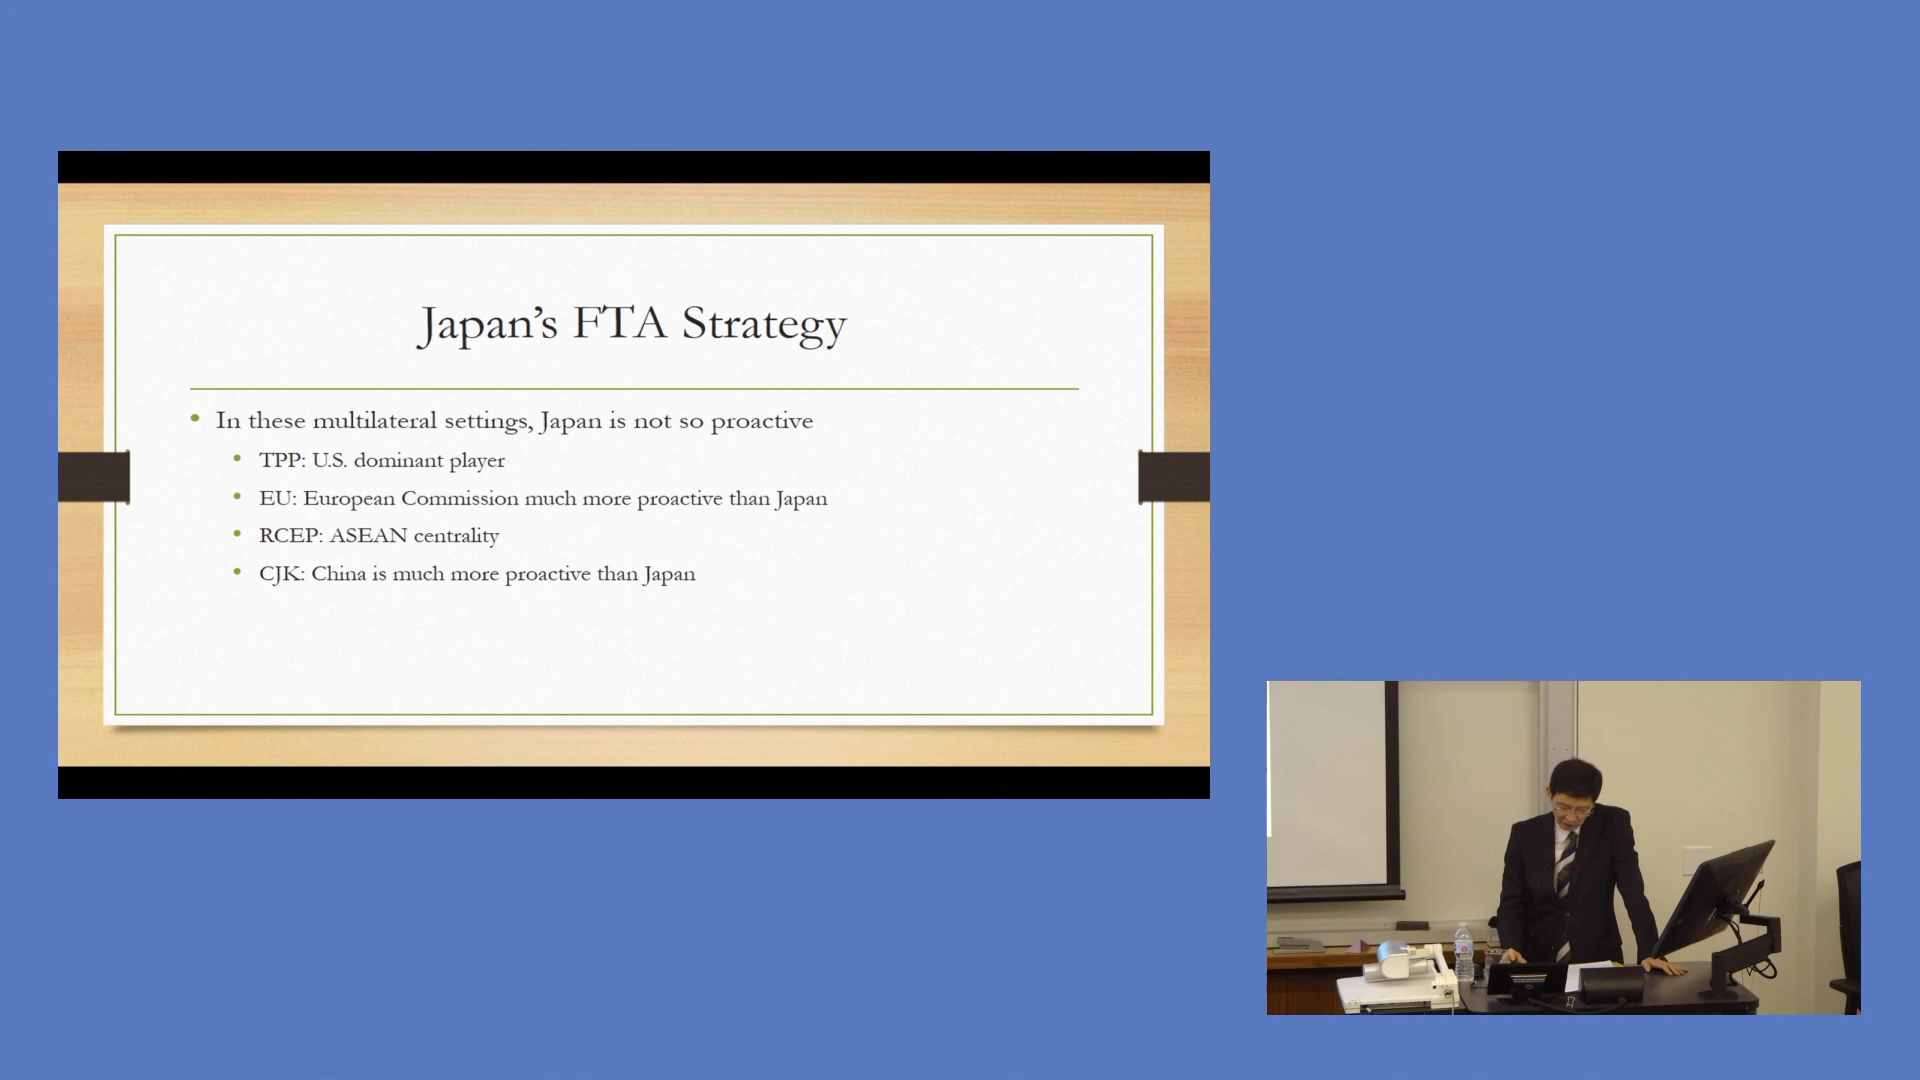 Japan’s FTA Strategy
• In these multilateral settings, Japan is not so proactive
• TPP: U.S. dominant player
• EU: European Commission much more proactive than Japan
• RCEP: ASEAN centrality
• CJK: China is much more proactive than Japan